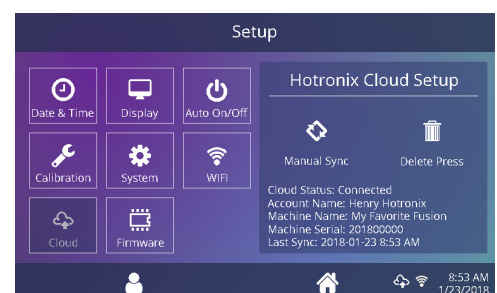 Setup
Date & Time
Display
Auto On/Off
Calibration
System
WIFI
Cloud
Firmware
Hotronix Cloud Setup
Manual Sync
Delete Press
Cloud Status: Connected
Account Name: Henry Hotronix
Machine Name: My Favorite Fusion
Machine Serial: 201800000
Last Sync: 2018-01-23 8:53 AM
8:53 AM
1/23/2018